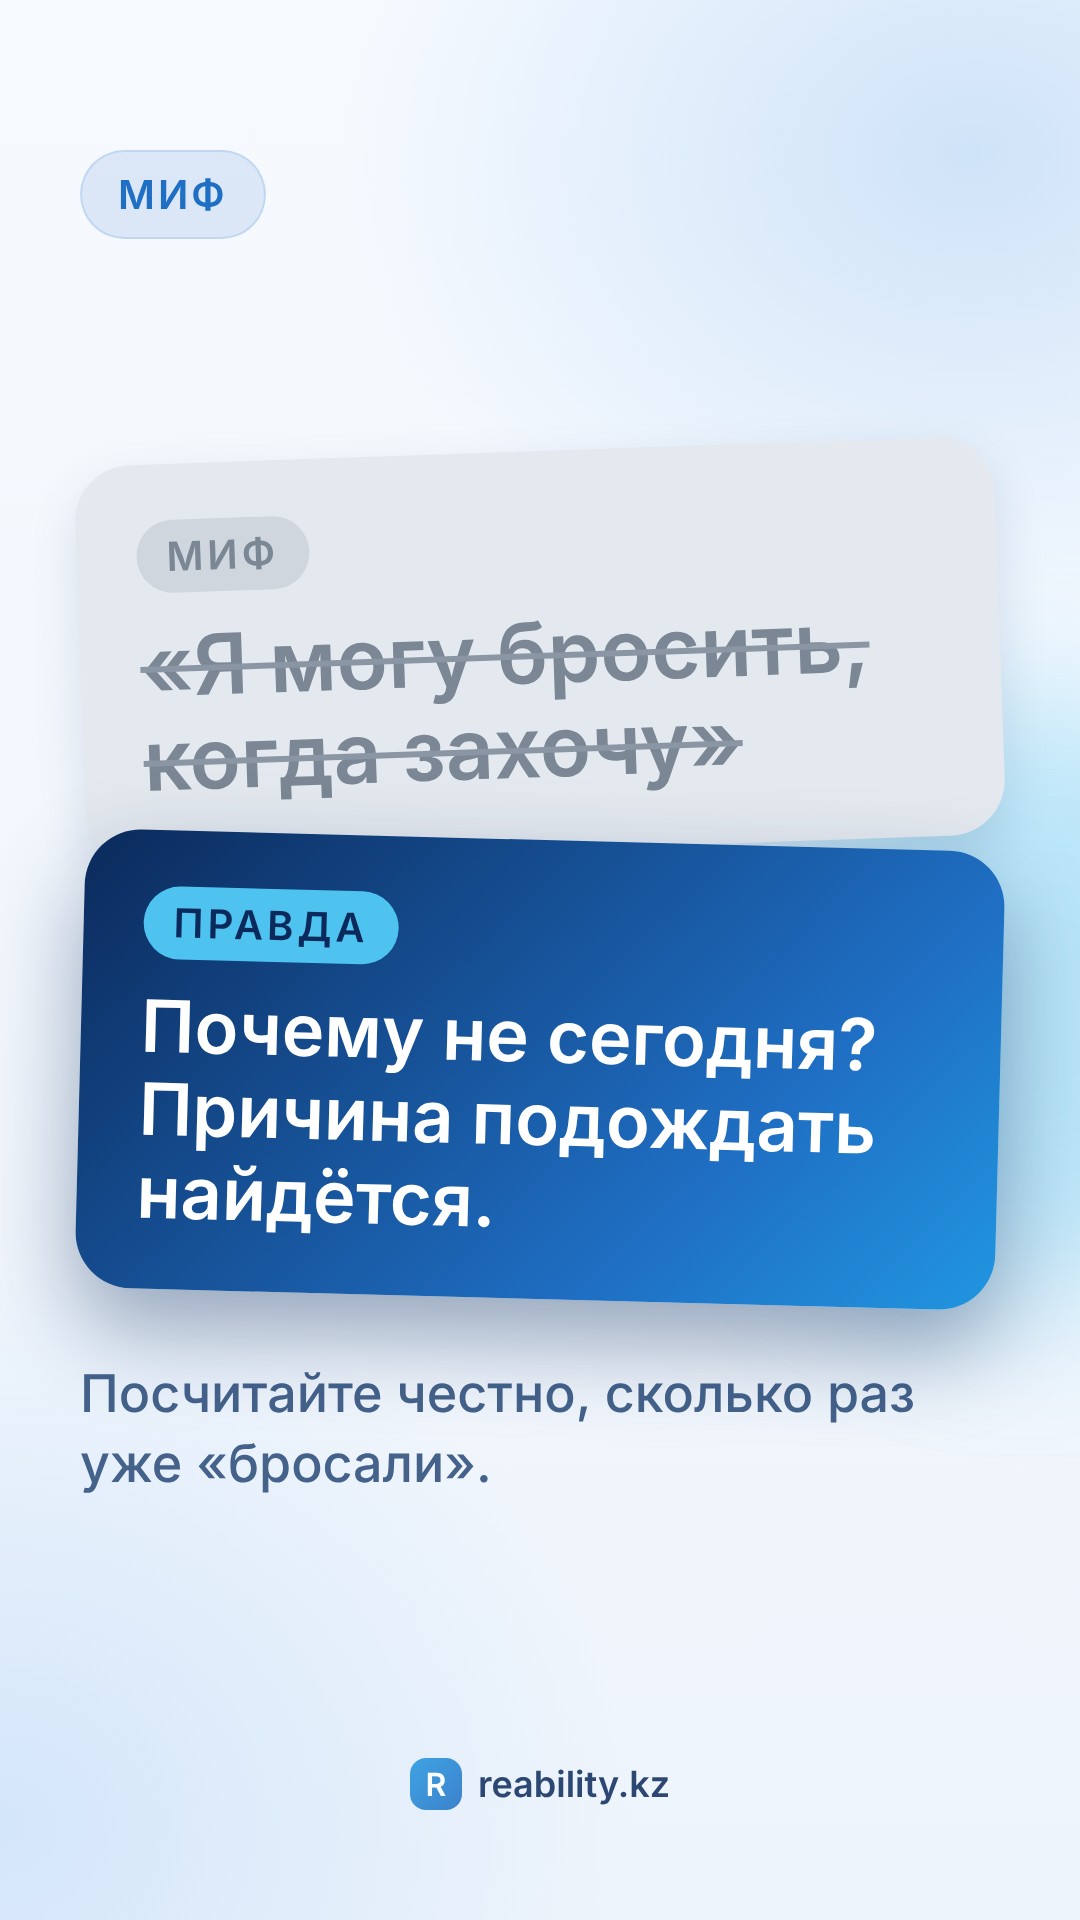 МИФ
МИФ
«Я могу бросить,
когда захочу»
ПРАВДА
Почему не сегодня?
Причина подождать
найдётся.
Посчитайте честно, сколько раз
уже «бросали».
R reability.kz